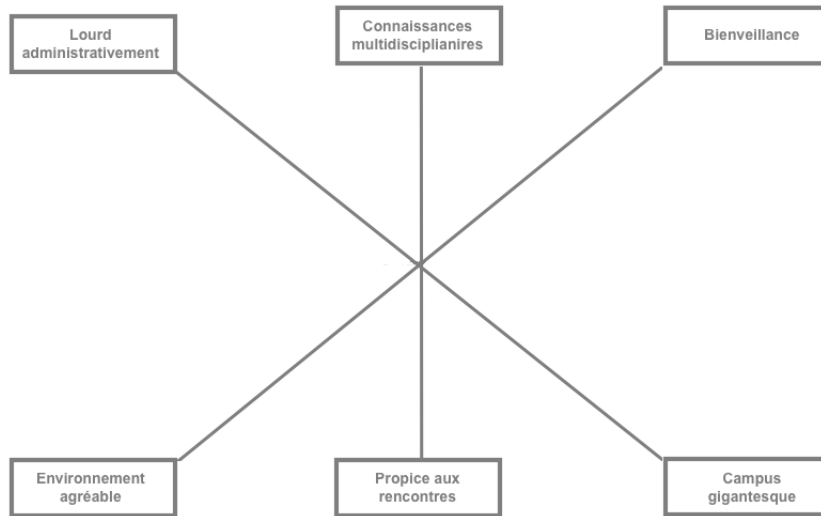 Lourd
administrativement
Connaissances
multidisciplianires
Bienveillance
Environnement
agréable
Propice aux
rencontres
Campus
gigantesque